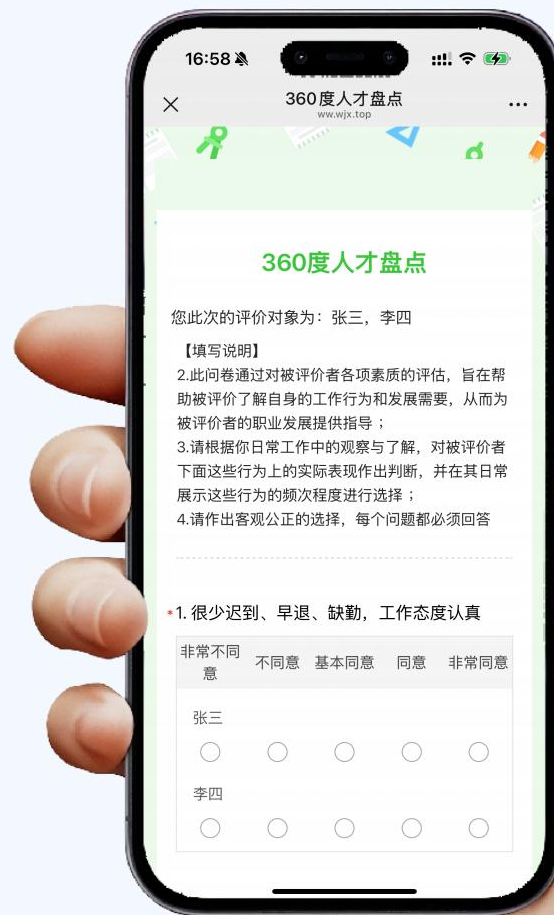 16:58
360度人才盘点
ww.wjx.top
360度人才盘点
您此次的评价对象为：张三，李四
【填写说明】
2.此问卷通过对被评价者各项素质的评估，旨在帮
助被评价了解自身的工作行为和发展需要，从而为
被评价者的职业发展提供指导；
3.请根据你日常工作中的观察与了解，对被评价者
下面这些行为上的实际表现作出判断，并在其日常
展示这些行为的频次程度进行选择；
4.请作出客观公正的选择，每个问题都必须回答
*1. 很少迟到、早退、缺勤，工作态度认真
非常不同
意
不同意 基本同意 同意 非常同意
张三
李四